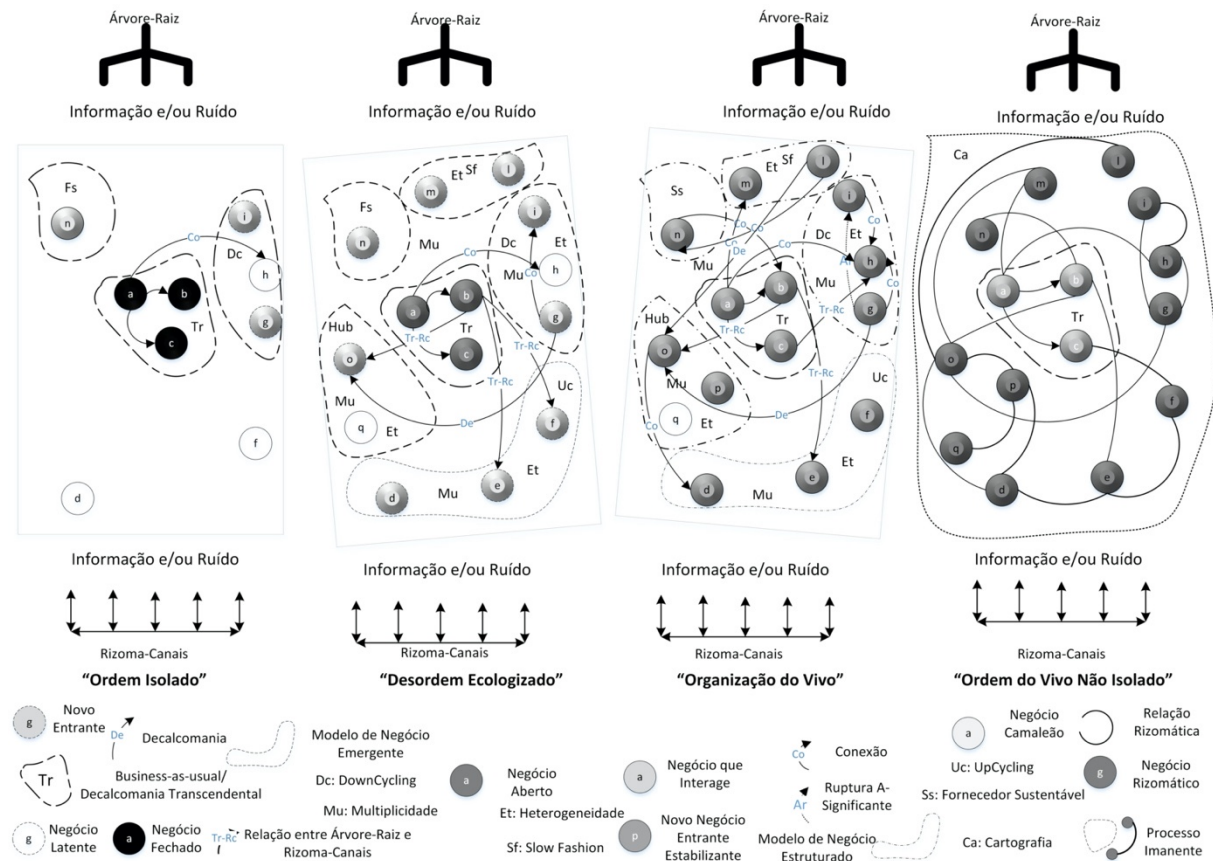 Árvore-Raiz
Informação e/ou Ruído
Fs
n
i
Co
Dc
h
a
b
g
c
Tr
f
d
Informação e/ou Ruído
Rizoma-Canais
“Ordem Isolado”
Árvore-Raiz
Informação e/ou Ruído
Et
Sf
l
m
Fs
n
Mu
i
Dc
Et
Co
h
Mu
Co
b
a
Hub
Tr
g
Tr-Rc
Tr-Rc
o
c
Tr-Rc
Mu
Uc
q
Et
De
f
Et
e
d
Mu
Informação e/ou Ruído
Rizoma-Canais
“Desordem Ecologizado”
Árvore-Raiz
Informação e/ou Ruído
Et
Sf
l
Ss
m
i
n
Co
Co
Co
Dc
Et
De
Co
Mu
h
Ar
b
Mu
Co
a
Hub
Tr
g
Tr-Rc
Tr-Rc
o
c
Tr-Rc
Mu
p
Uc
q
Et
De
f
Co
Et
e
d
Mu
Informação e/ou Ruído
Rizoma-Canais
“Organização do Vivo”
Árvore-Raiz
Informação e/ou Ruído
Ca
l
m
i
n
h
b
a
g
Tr
o
c
p
f
q
e
d
Informação e/ou Ruído
Rizoma-Canais
“Ordem do Vivo Não Isolado”
g
Novo
Entrante
De
Decalcomania
Modelo de Negócio
Emergente
Tr
Business-as-usual/
Decalcomania Transcendental
Dc: DownCycling
Mu: Multiplicidade
g
Negócio
Latente
a
Negócio
Fechado
Tr-Rc
Relação entre Árvore-Raiz e
Rizoma-Canais
a
Negócio
Aberto
Et: Heterogeneidade
Sf: Slow Fashion
a
Negócio que
Interage
p
Novo Negócio
Entrante
Estabilizante
Co
Conexão
Ar
Ruptura A-
Significante
Modelo de Negócio
Estruturado
a
Negócio
Camaleão
Relação
Rizomática
Uc: UpCycling
g
Negócio
Rizomático
Ss: Fornecedor Sustentável
Ca: Cartografia
Processo
Imanente